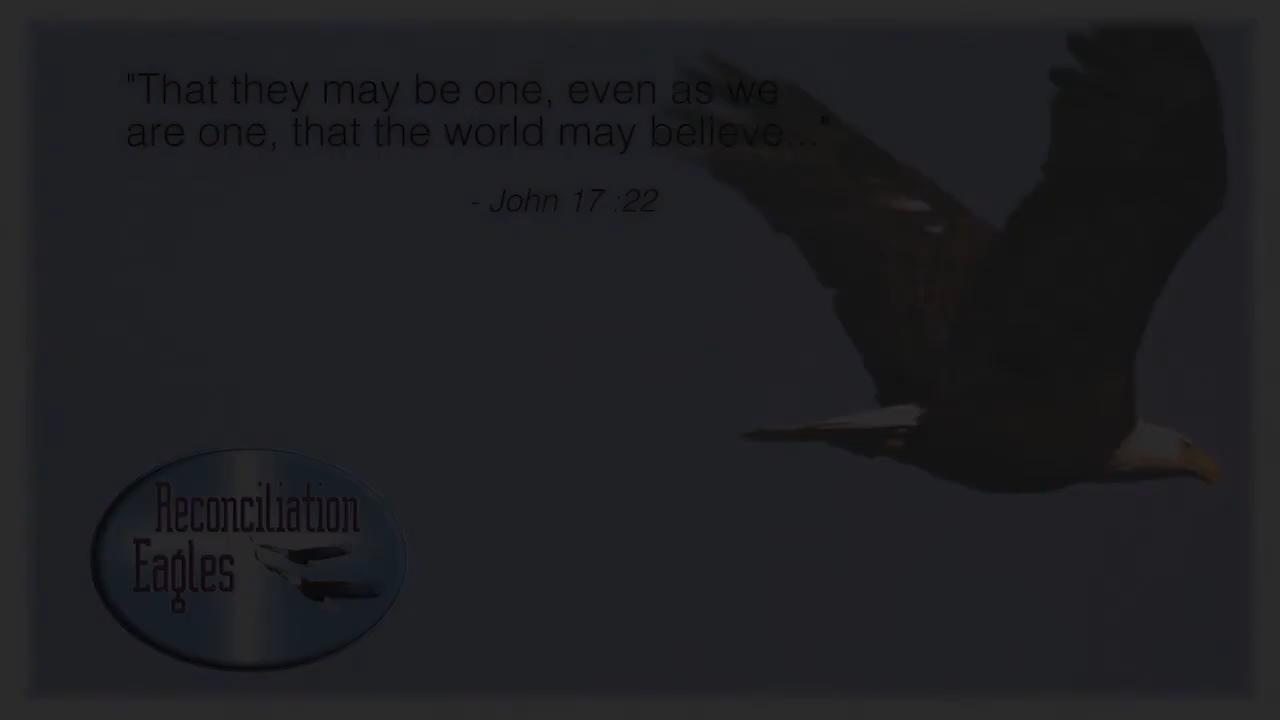 "That they may be one, even as we
are one, that the world may believe..."
- John 17 :22
Reconciliation
Eagles